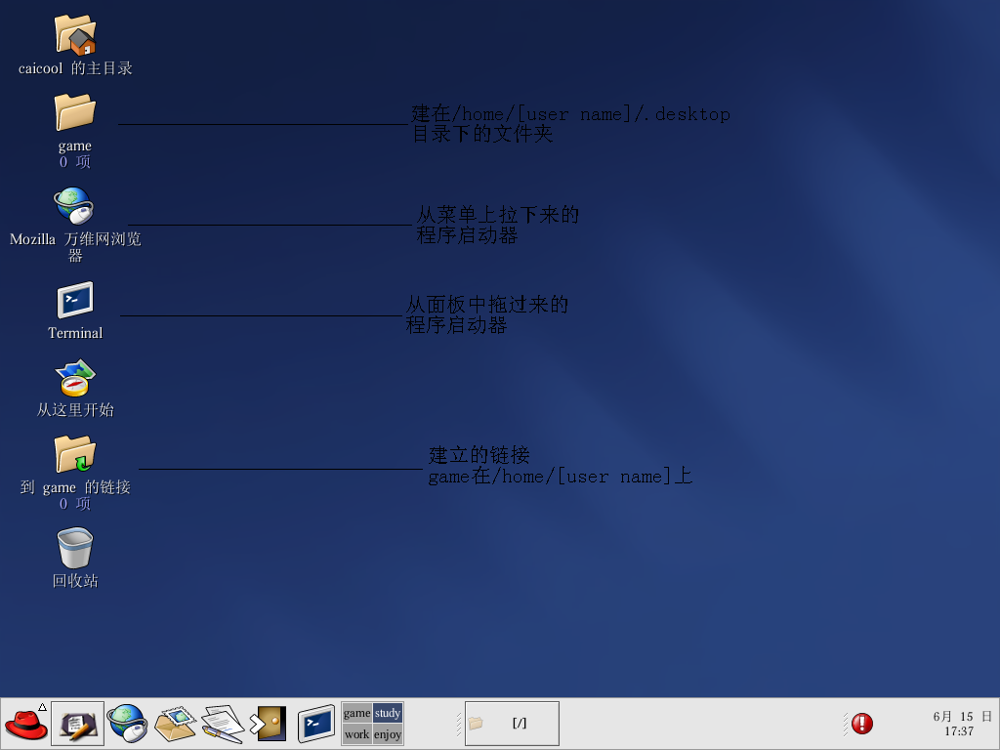 caicool 的主目录
game
0 项
建在/home/[user name]/.desktop
目录下的文件夹
Mozilla 万维网浏览
器
从菜单上拉下来的
程序启动器
Terminal
从面板中拖过来的
程序启动器
从这里开始
到 game 的链接
0 项
建立的链接
game在/home/[user name]上
回收站
game study
work enjoy
[/]
6月 15 日
17:37